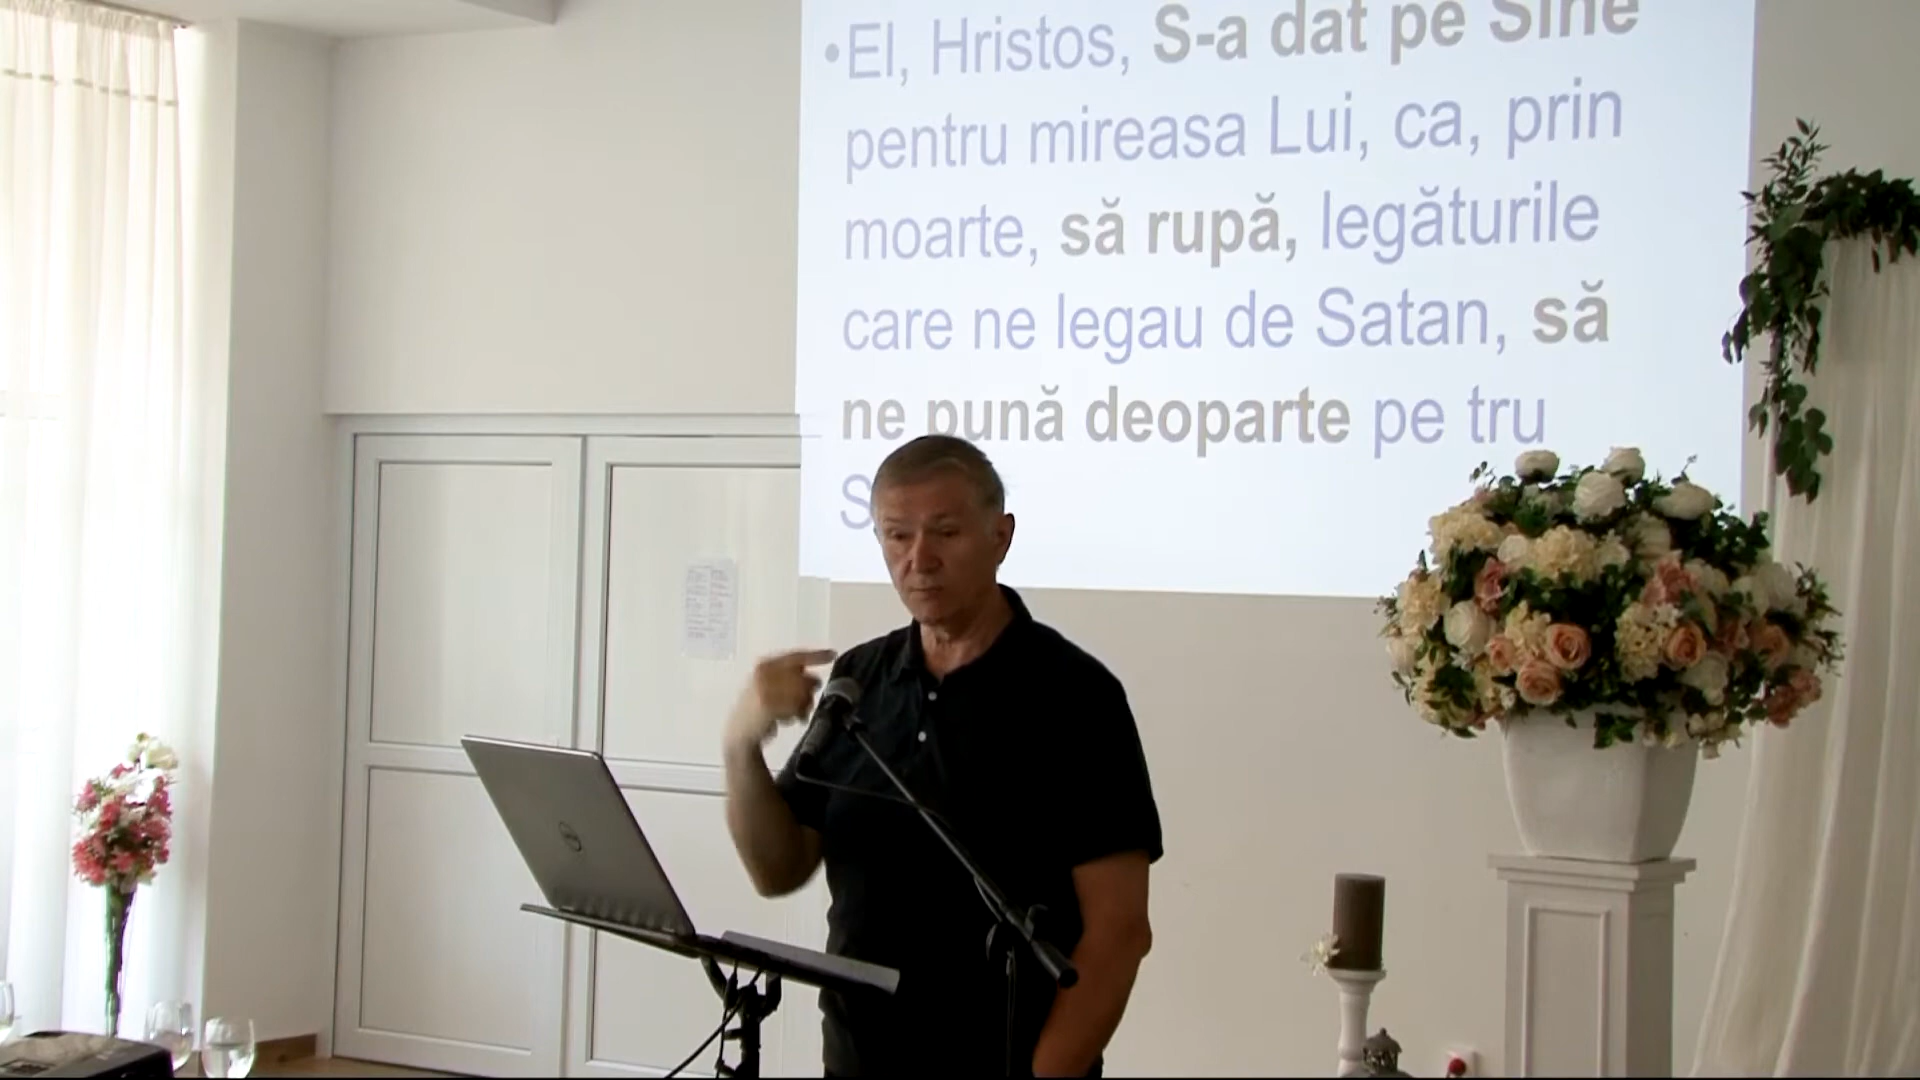 •El, Hristos, S-a dat pe Sine
pentru mireasa Lui, ca, prin
moarte, să rupă, legăturile
care ne legau de Satan, să
ne pună deoparte pe tru
DELL